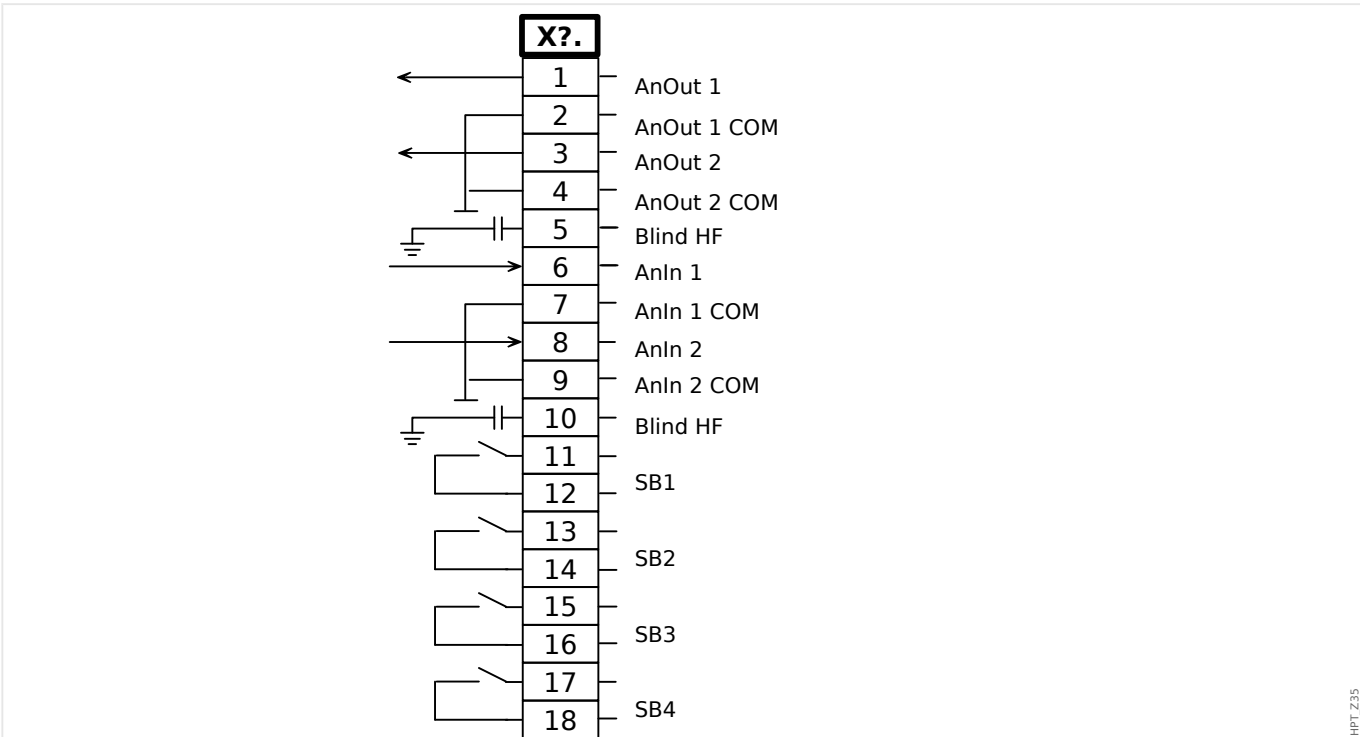 X?.
1 AnOut 1
2 AnOut 1 COM
3 AnOut 2
4 AnOut 2 COM
5 Blind HF
6 AnIn 1
7 AnIn 1 COM
8 AnIn 2
9 AnIn 2 COM
10 Blind HF
11
SB1
12
13
SB2
14
15
SB3
16
17
SB4
18
HPT_Z35